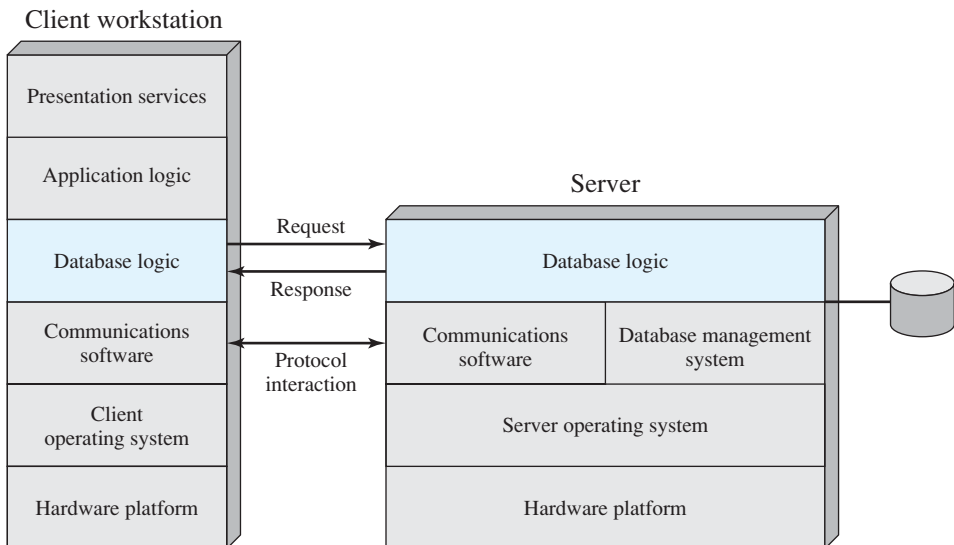 Client workstation
Presentation services
Application logic
Database logic
Communications
software
Client
operating system
Hardware platform
Request
Response
Protocol
interaction
Server
Database logic
Communications
software
Database management
system
Server operating system
Hardware platform